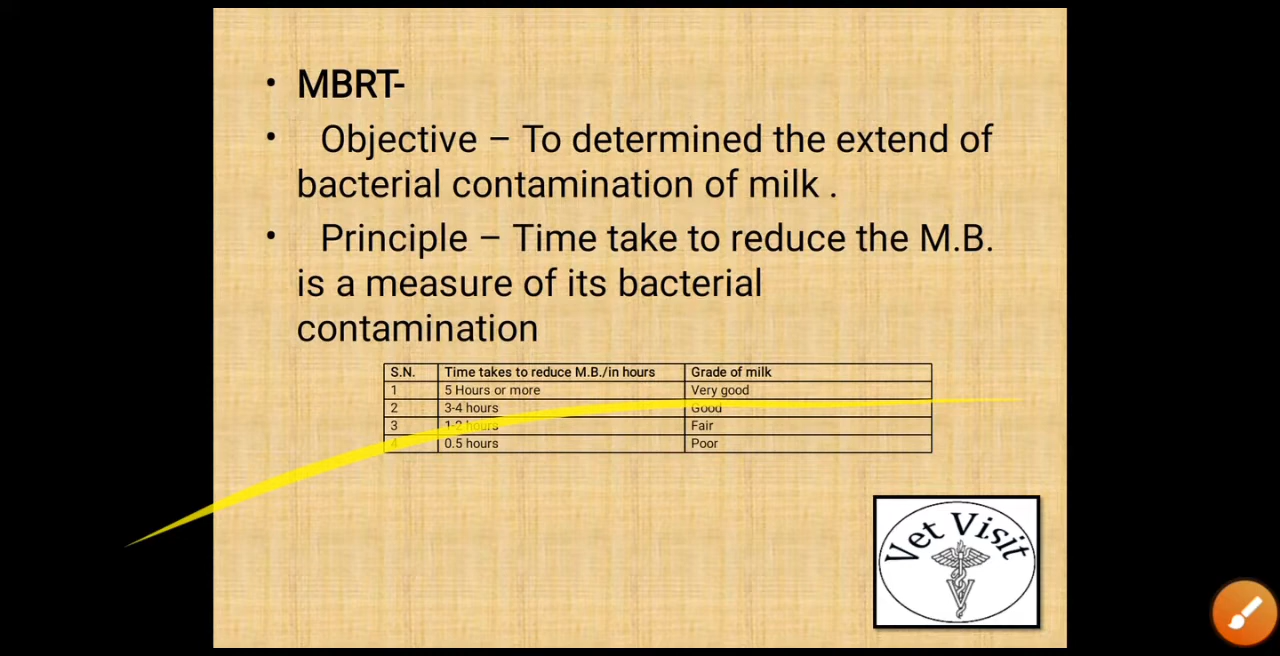 • MBRT-
• Objective – To determined the extend of
bacterial contamination of milk .
• Principle – Time take to reduce the M.B.
is a measure of its bacterial
contamination
S.N. Time takes to reduce M.B./in hours Grade of milk
1 5 Hours or more Very good
2 3-4 hours Good
3 1-2 hours Fair
4 0.5 hours Poor
Vet Visit